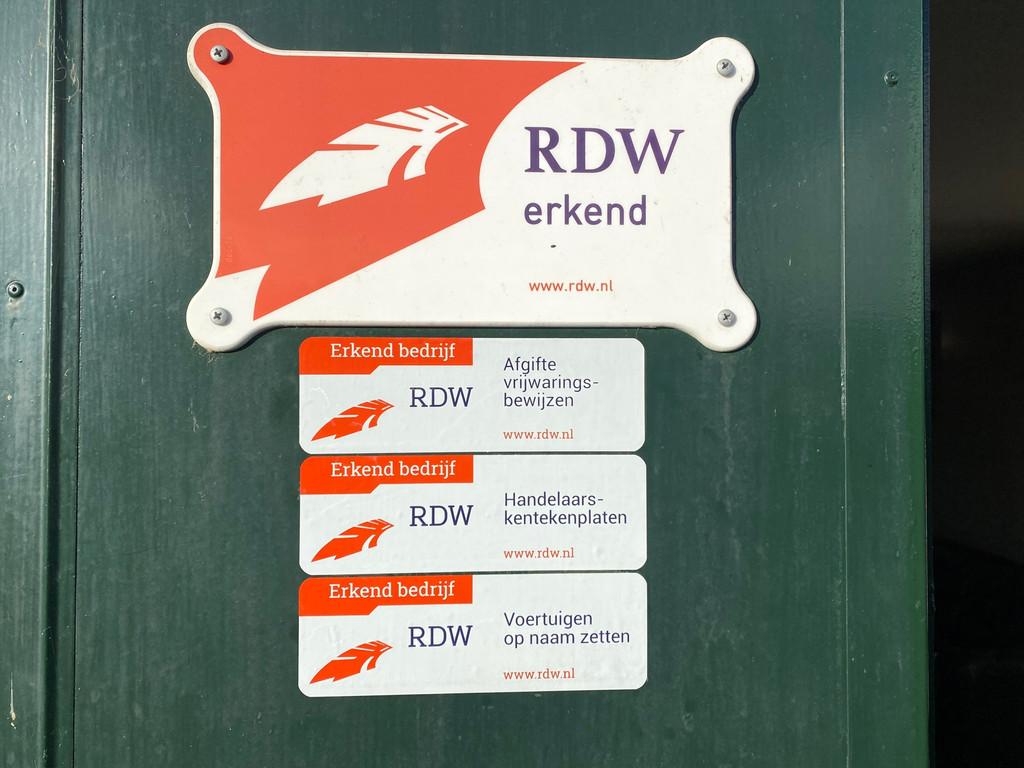 RDW
erkend
www.rdw.nl
Erkend bedrijf
RDW
Afgifte
vrijwarings-
bewijzen
www.rdw.nl
Erkend bedrijf
RDW
Handelaars-
kentekenplaten
www.rdw.nl
Erkend bedrijf
RDW
Voertuigen
op naam zetten
www.rdw.nl